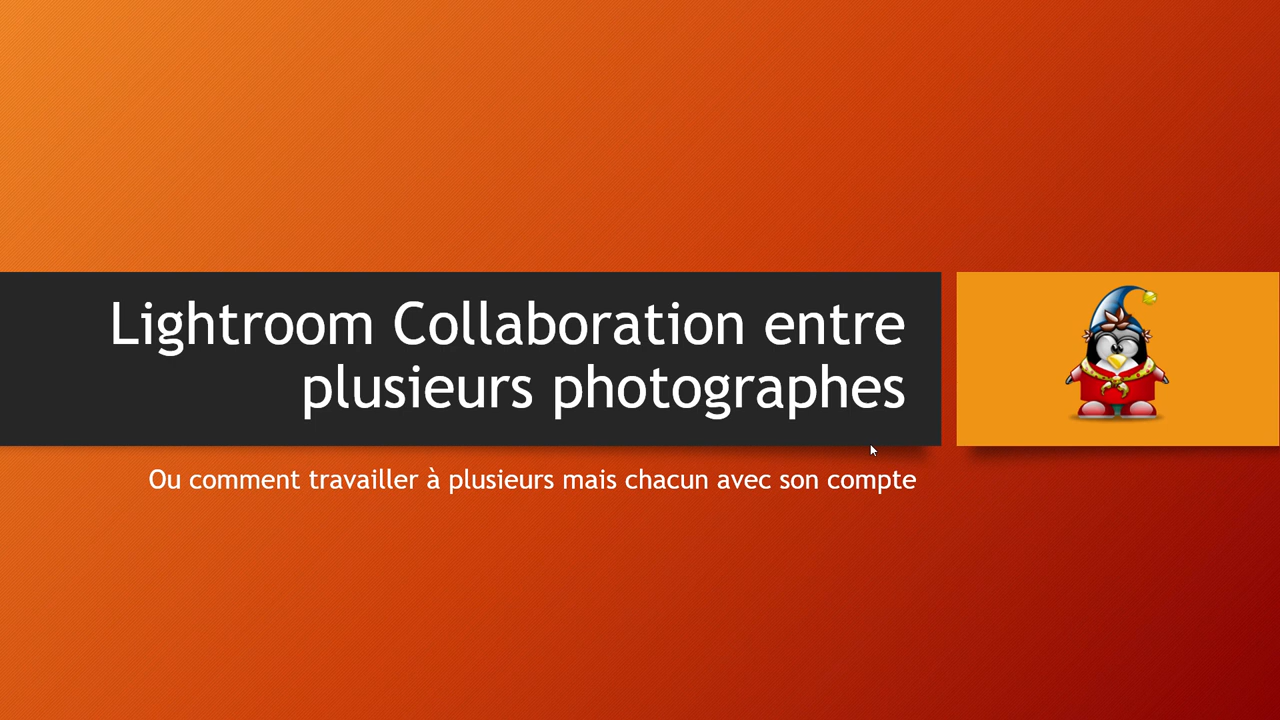 Lightroom Collaboration entre
plusieurs photographes
Ou comment travailler à plusieurs mais chacun avec son compte